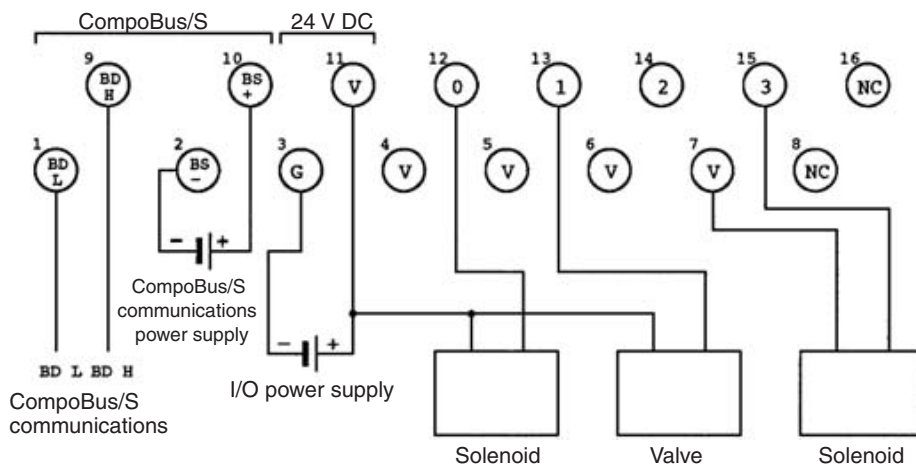 CompoBus/S 24 V DC
9 10 11 12 13 14 15 16
BD H BS + V 0 1 2 3 NC
1 2 3 4 5 6 7 8
BD L BS − G V V V V NC
− +
CompoBus/S
communications
power supply
− +
I/O power supply
BD L BD H
CompoBus/S
communications
Solenoid Valve Solenoid